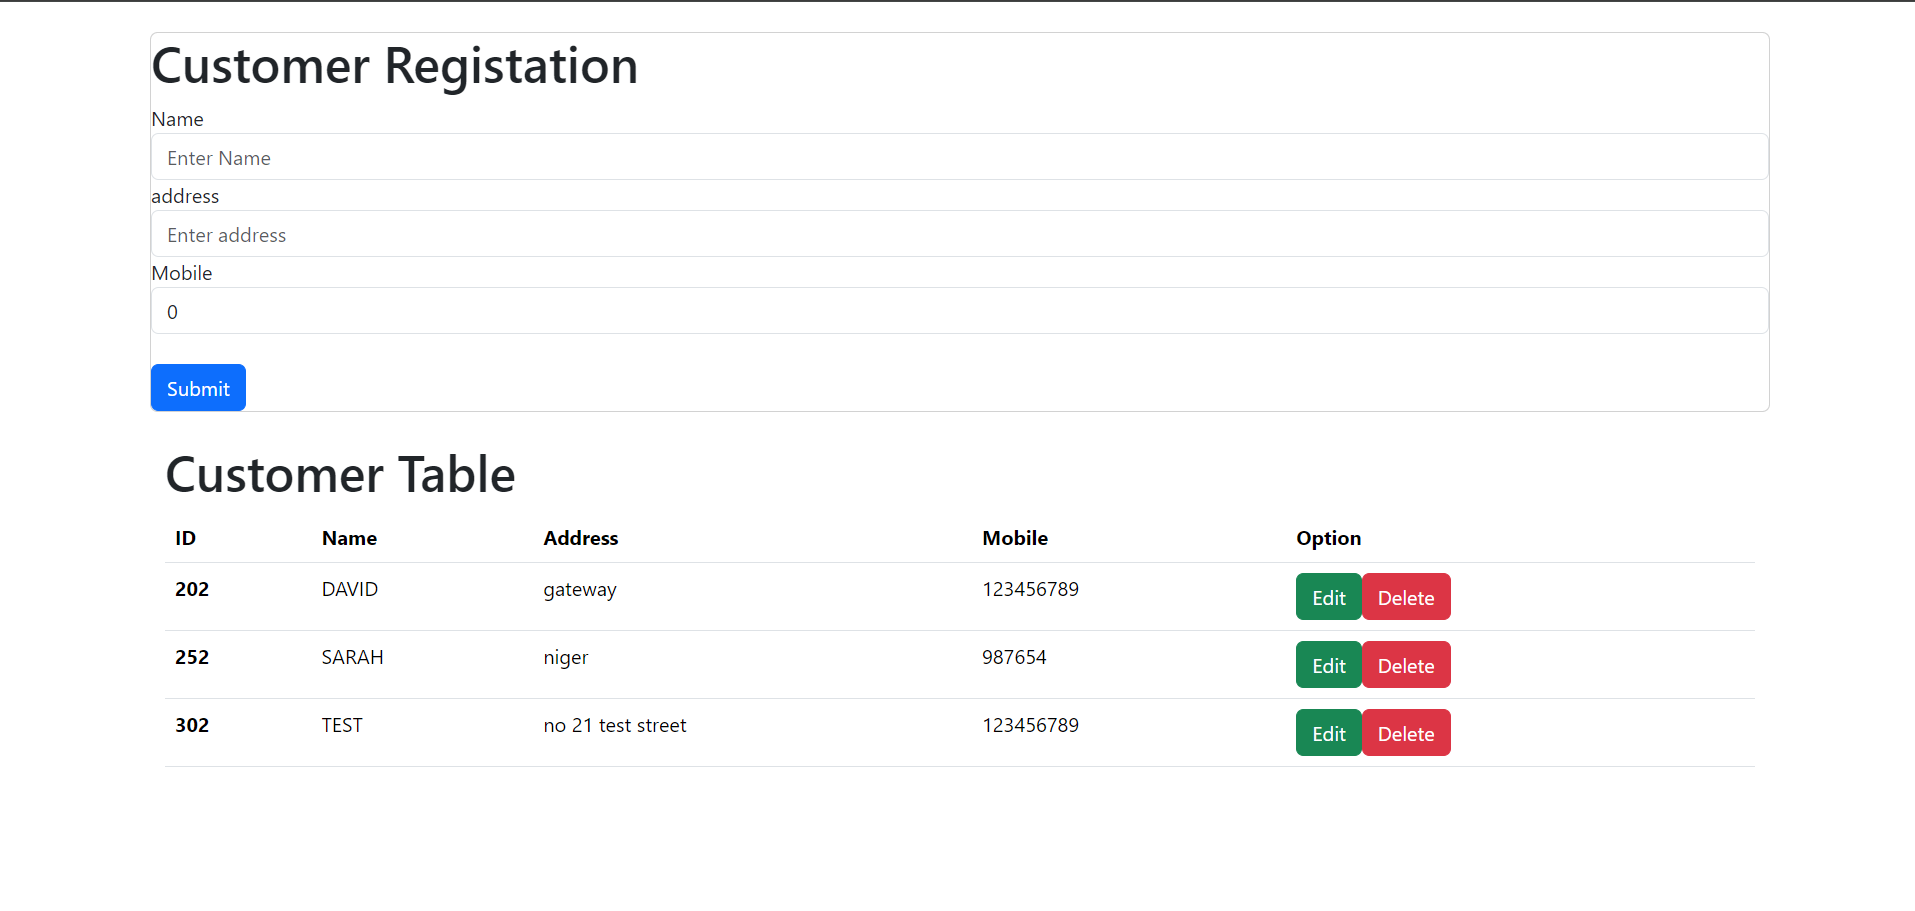 Customer Registation
Name
Enter Name
address
Enter address
Mobile
0
Submit
Customer Table
ID Name Address Mobile Option
202 DAVID gateway 123456789 Edit Delete
252 SARAH niger 987654 Edit Delete
302 TEST no 21 test street 123456789 Edit Delete